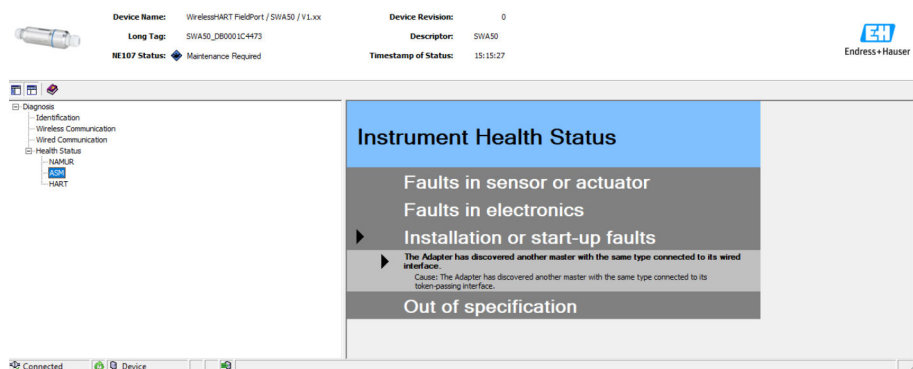 Device Name: WirelessHART FieldPort / SWA50 / V1.xx Device Revision: 0
Long Tag: SWA50_DB0001C4473 Descriptor: SWA50
NE107 Status: Maintenance Required Timestamp of Status: 15:15:27
EH
Endress+Hauser
Diagnosis
Identification
Wireless Communication
Wired Communication
Health Status
NAMUR
ASM
HART
Instrument Health Status
Faults in sensor or actuator
Faults in electronics
Installation or start-up faults
The Adapter has discovered another master with the same type connected to its wired
interface.
Cause: The Adapter has discovered another master with the same type connected to its
token-passing interface.
Out of specification
Connected Device